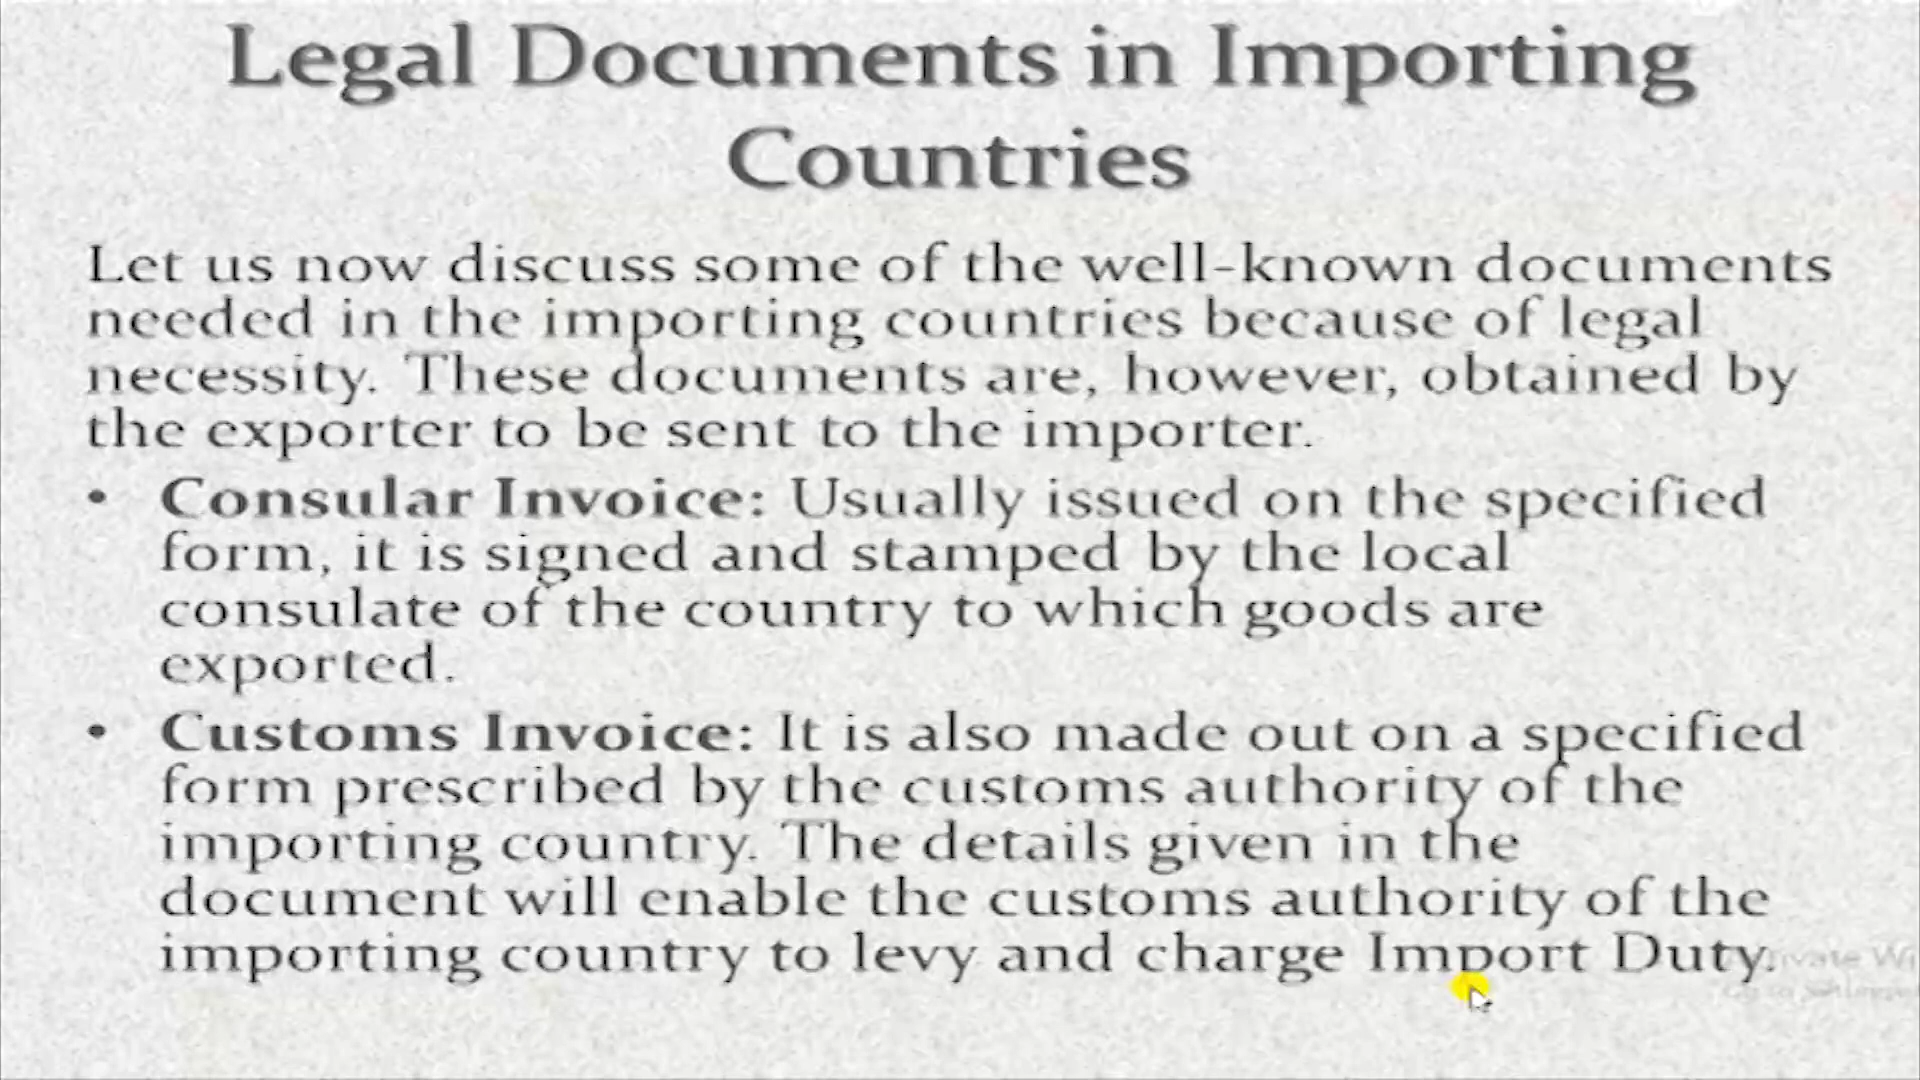 Legal Documents in Importing
Countries
Let us now discuss some of the well-known documents
needed in the importing countries because of legal
necessity. These documents are, however, obtained by
the exporter to be sent to the importer.
• Consular Invoice: Usually issued on the specified
form, it is signed and stamped by the local
consulate of the country to which goods are
exported.
• Customs Invoice: It is also made out on a specified
form prescribed by the customs authority of the
importing country. The details given in the
document will enable the customs authority of the
importing country to levy and charge Import Duty.